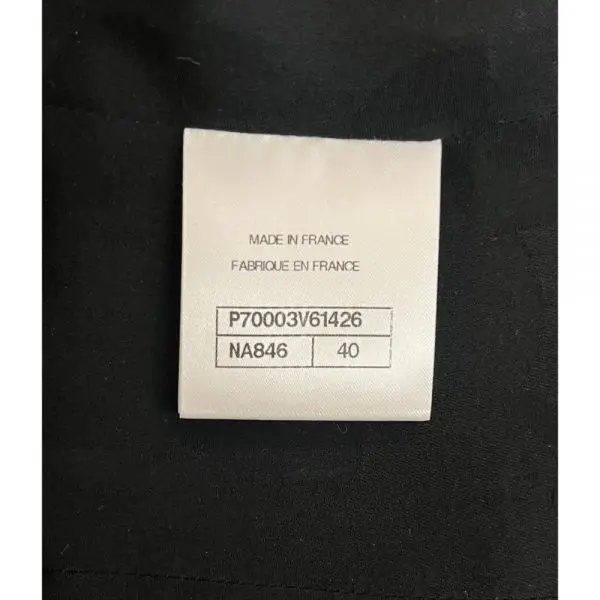 MADE IN FRANCE
FABRIQUE EN FRANCE
P70003V61426
NA846 40